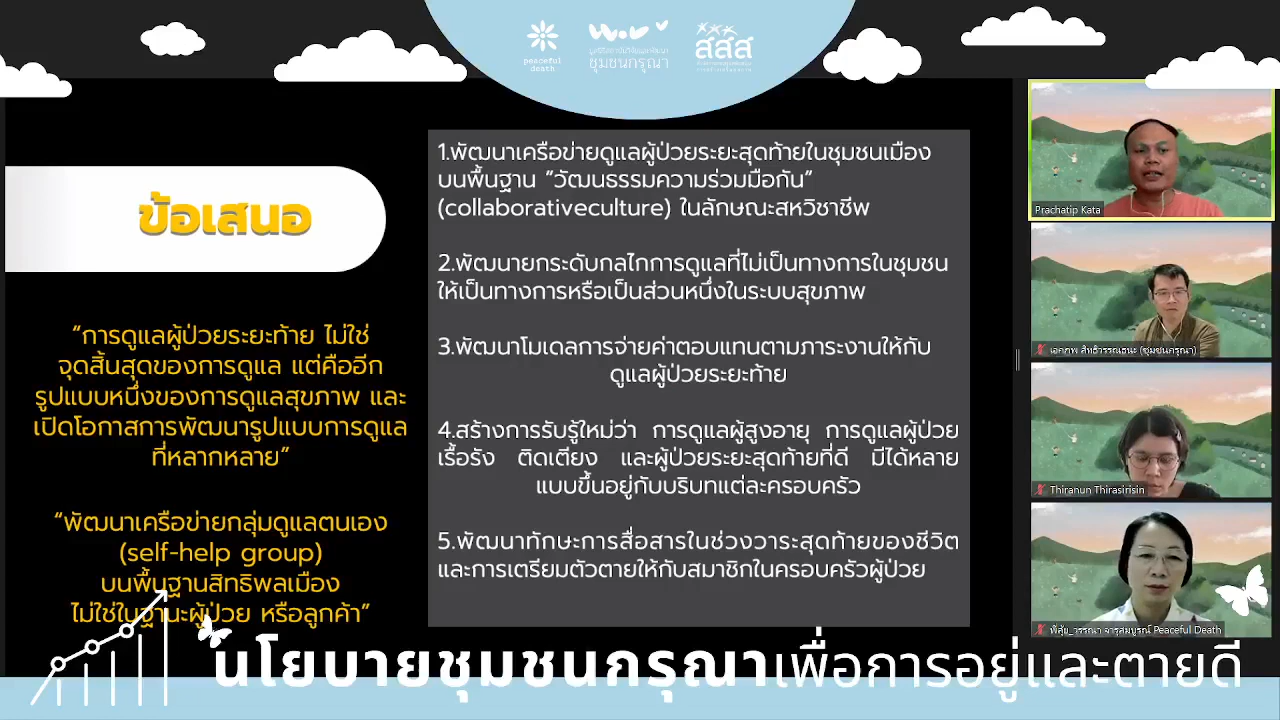 peaceful
death
ชุมชนกรุณา
สสส
ข้อเสนอ
“การดูแลผู้ป่วยระยะท้าย ไม่ใช่
จุดสิ้นสุดของการดูแล แต่คืออีก
รูปแบบหนึ่งของการดูแลสุขภาพ และ
เปิดโอกาสการพัฒนารูปแบบการดูแล
ที่หลากหลาย”
“พัฒนาเครือข่ายกลุ่มดูแลตนเอง
(self-help group)
บนพื้นฐานสิทธิพลเมือง
ไม่ใช่ในฐานะผู้ป่วย หรือลูกค้า”
1.พัฒนาเครือข่ายดูแลผู้ป่วยระยะสุดท้ายในชุมชนเมือง
บนพื้นฐาน “วัฒนธรรมความร่วมมือกัน”
(collaborativeculture) ในลักษณะสหวิชาชีพ
2.พัฒนายกระดับกลไกการดูแลที่ไม่เป็นทางการในชุมชน
ให้เป็นทางการหรือเป็นส่วนหนึ่งในระบบสุขภาพ
3.พัฒนาโมเดลการจ่ายค่าตอบแทนตามภาระงานให้กับ
ดูแลผู้ป่วยระยะท้าย
4.สร้างการรับรู้ใหม่ว่า การดูแลผู้สูงอายุ การดูแลผู้ป่วย
เรื้อรัง ติดเตียง และผู้ป่วยระยะสุดท้ายที่ดี มีได้หลาย
แบบขึ้นอยู่กับบริบทแต่ละครอบครัว
5.พัฒนาทักษะการสื่อสารในช่วงวาระสุดท้ายของชีวิต
และการเตรียมตัวตายให้กับสมาชิกในครอบครัวผู้ป่วย
Prachatip Kata
เอกภพ สิทธิวรรณธนะ (ชุมชนกรุณา)
Thiranun Thirasirisin
พี่สุ้ย_วรรณา จารุสมบูรณ์ Peaceful Death
นโยบายชุมชนกรุณาเพื่อการอยู่และตายดี